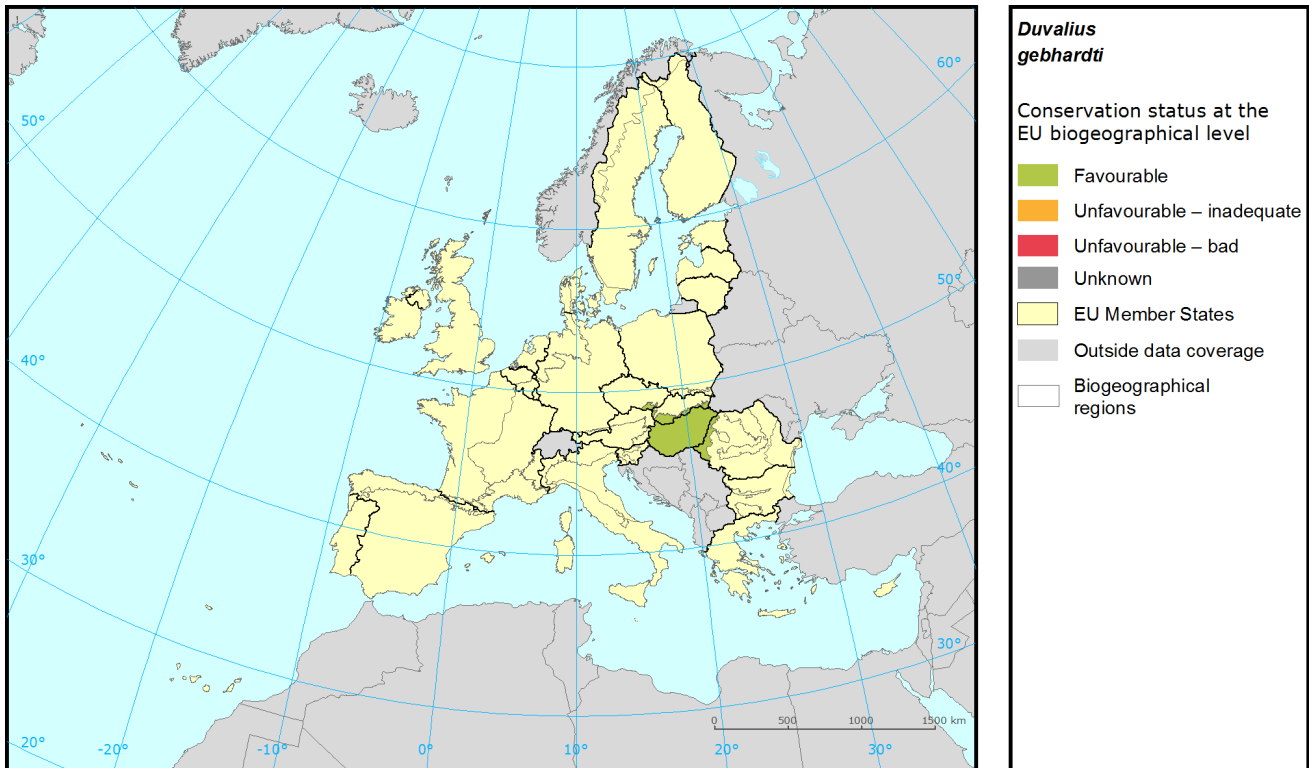 Duvalius
gebhardti
Conservation status at the
EU biogeographical level
Favourable
Unfavourable – inadequate
Unfavourable – bad
Unknown
EU Member States
Outside data coverage
Biogeographical
regions
60°
50°
50°
40°
40°
30°
30°
20°
-20°
-10°
0°
10°
20°
30°
0 500 1000 1500 km